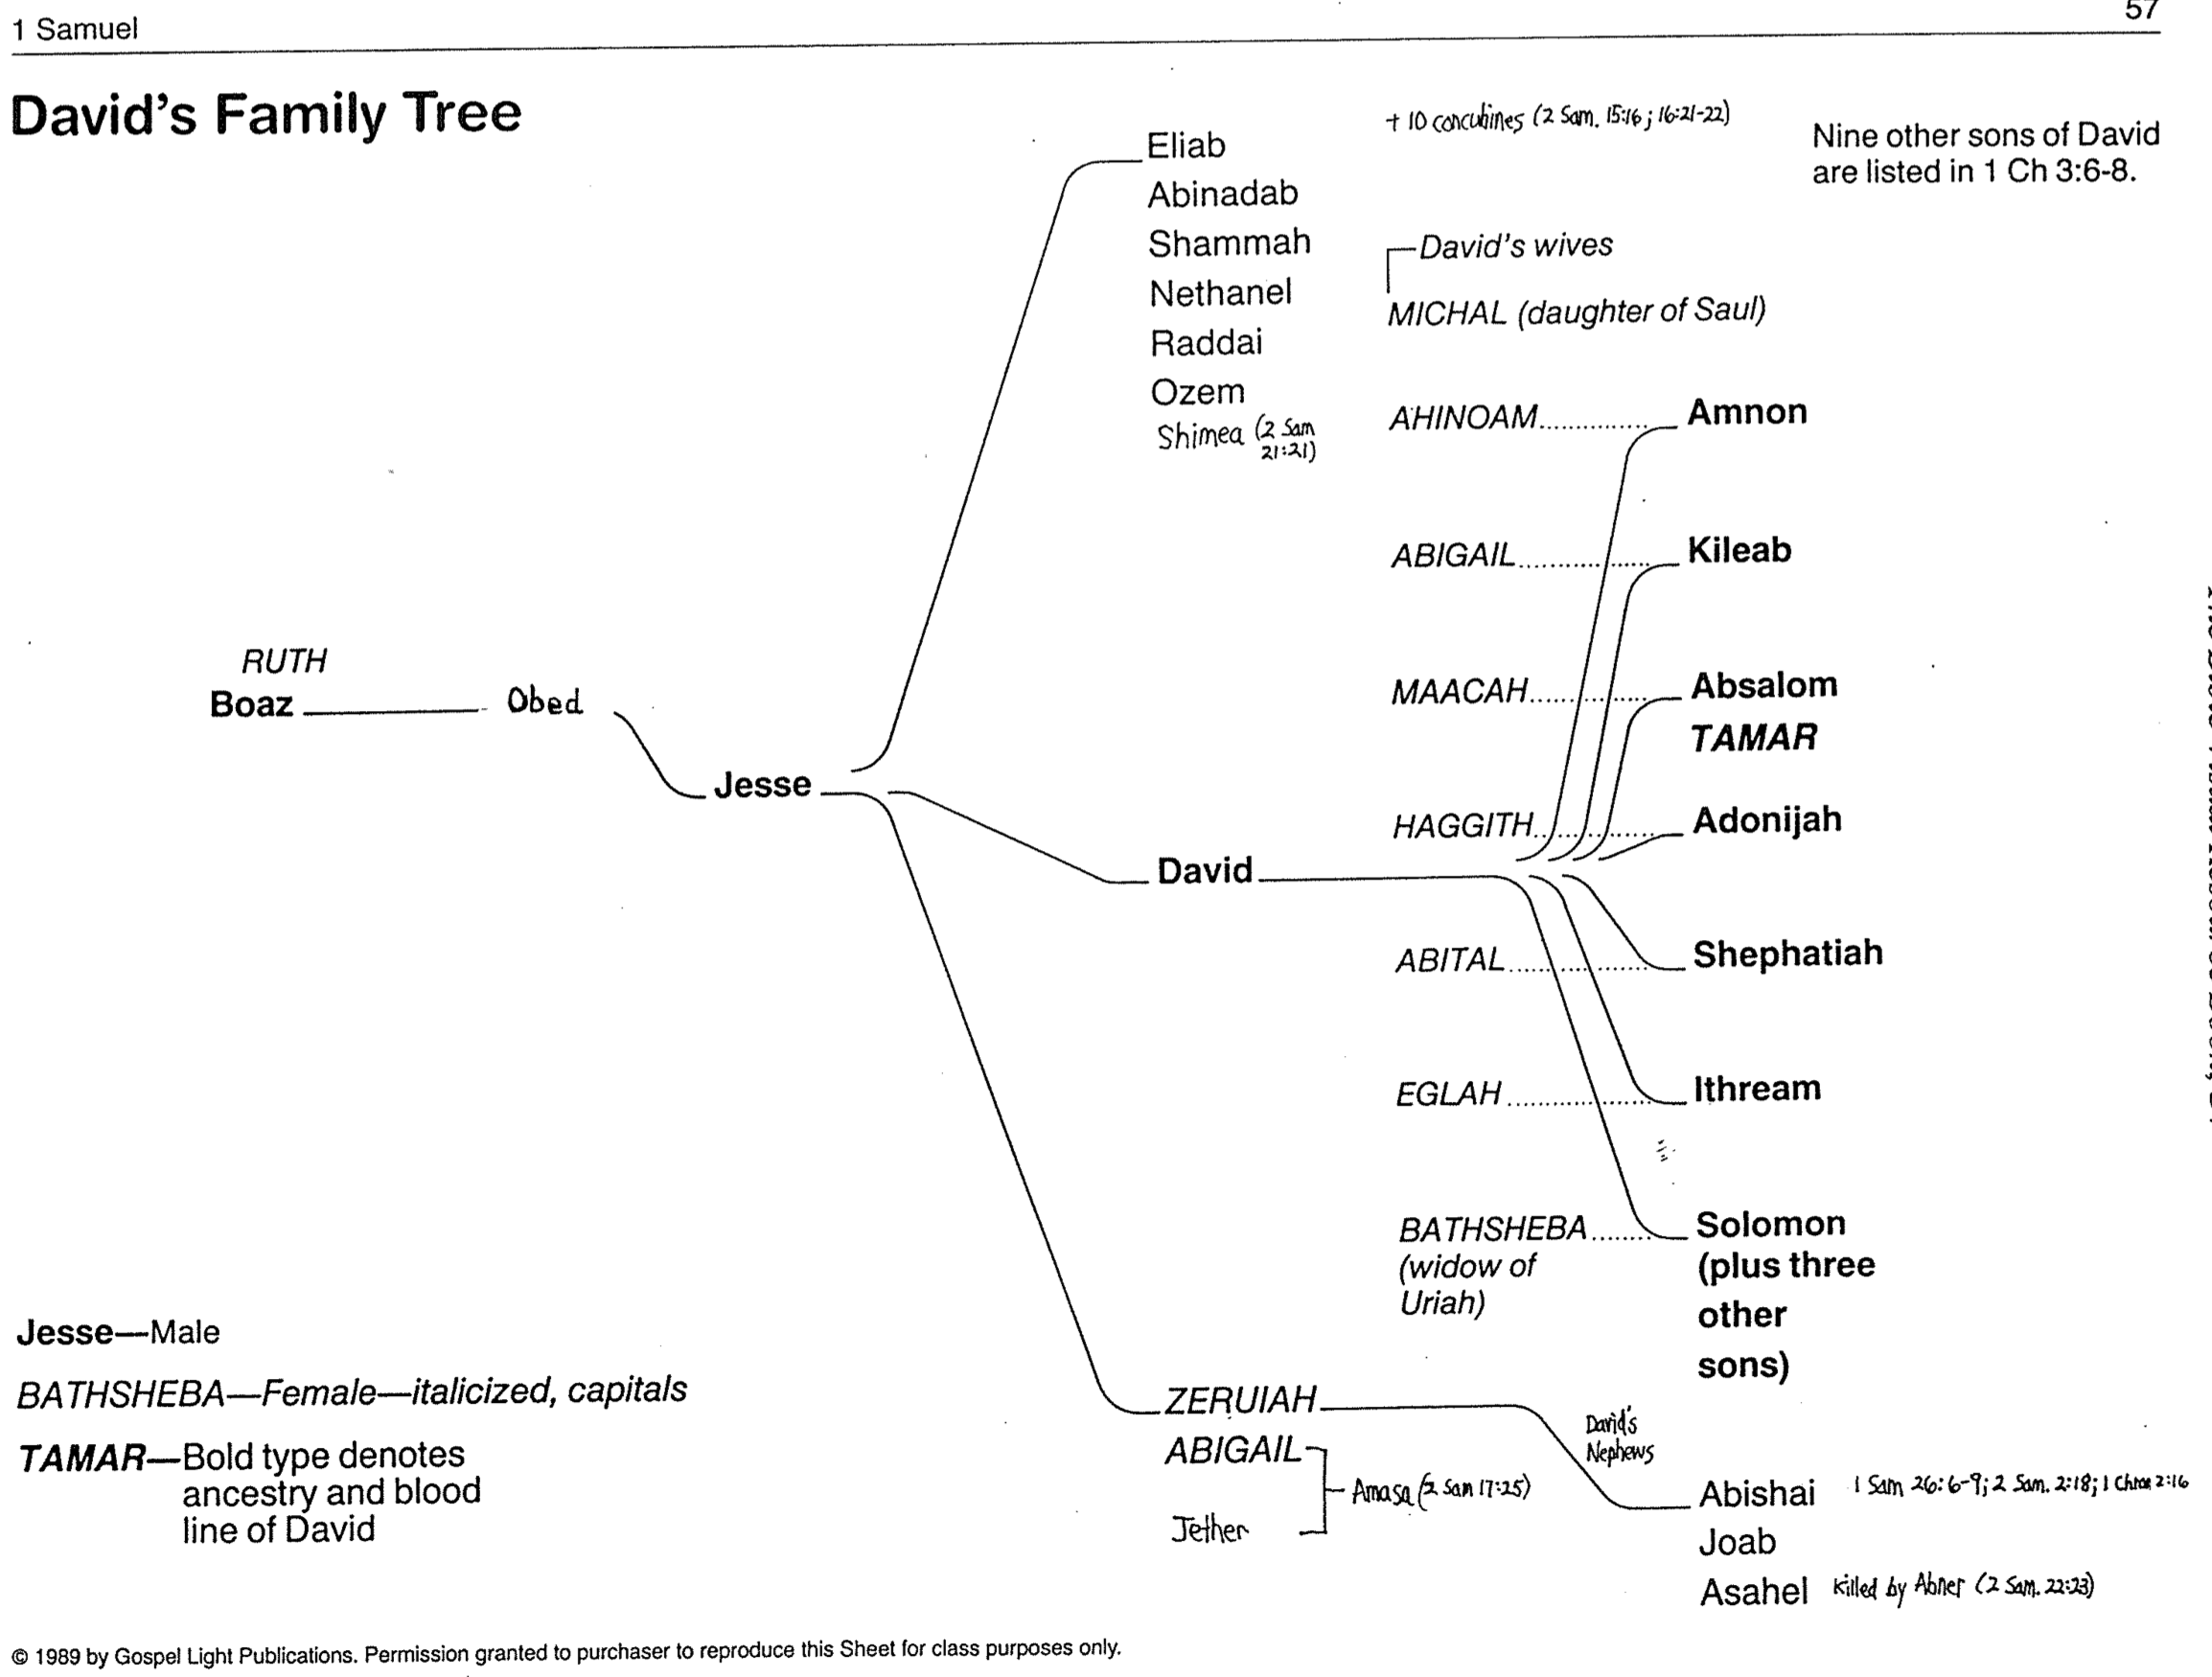 1 Samuel
57
David's Family Tree
+ 10 concubines (2 Sam. 15:16; 16:21-22)
Nine other sons of David
are listed in 1 Ch 3:6-8.
Eliab
Abinadab
Shammah
Nethanel
Raddai
Ozem
Shimea (2 Sam
21:21)
David's wives
MICHAL (daughter of Saul)
AHINOAM
Amnon
ABIGAIL
Kileab
MAACAH
Absalom
TAMAR
HAGGITH
Adonijah
RUTH
Boaz
Obed
Jesse
David
ABITAL
Shephatiah
EGLAH
Ithream
BATHSHEBA
(widow of
Uriah)
Solomon
(plus three
other
sons)
Jesse—Male
BATHSHEBA—Female—italicized, capitals
TAMAR—Bold type denotes
ancestry and blood
line of David
ZERUIAH
ABIGAIL
Jether
Amasa (2 Sam 17:25)
David's
Nephews
Abishai 1 Sam 26:6-9; 2 Sam. 2:18; 1 Chron 2:16
Joab
Asahel Killed by Abner (2 Sam. 22:23)
© 1989 by Gospel Light Publications. Permission granted to purchaser to reproduce this Sheet for class purposes only.